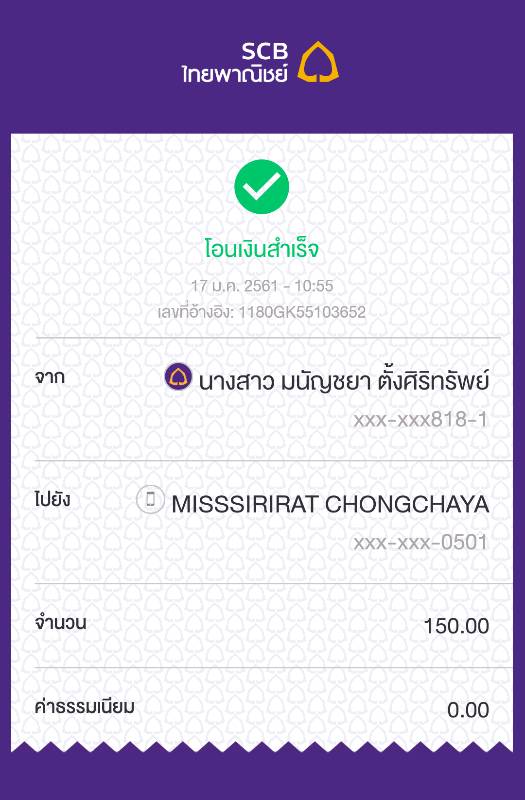 SCB
ไทยพาณิชย์
โอนเงินสำเร็จ
17 ม.ค. 2561 - 10:55
เลขที่อ้างอิง: 1180GK55103652
จาก
นางสาว มนัญชยา ตั้งศิริทรัพย์
xxx-xxx818-1
ไปยัง
MISSSIRIRAT CHONGCHAYA
xxx-xxx-0501
จำนวน
150.00
ค่าธรรมเนียม
0.00